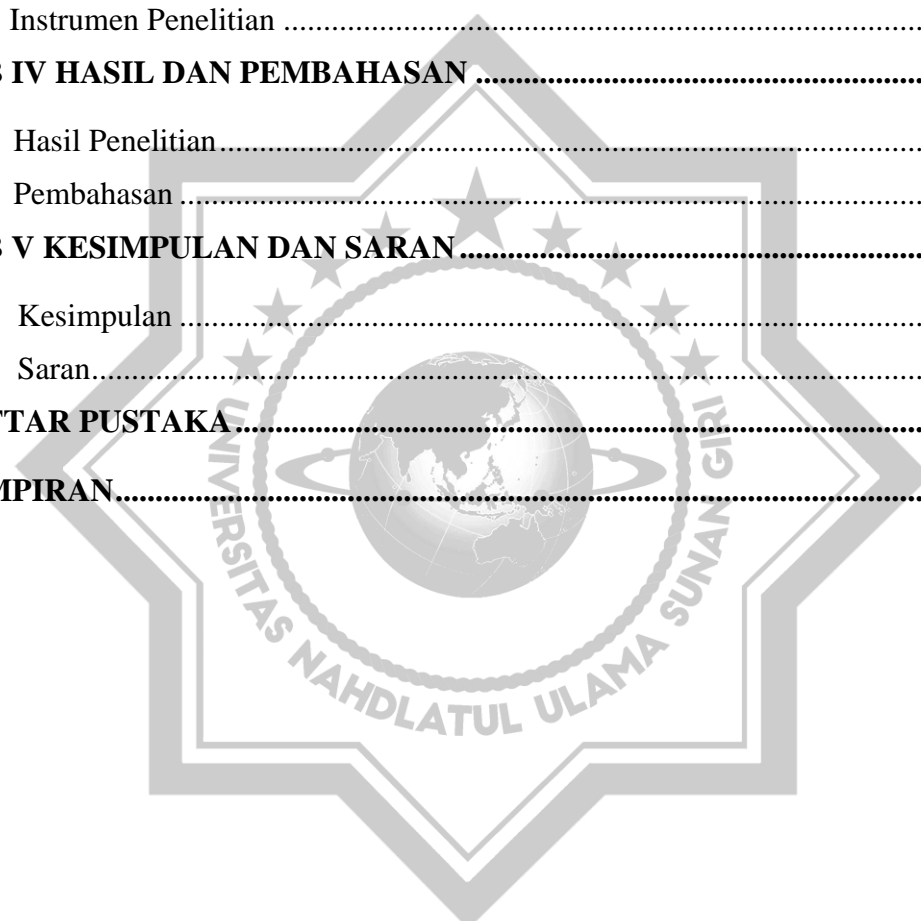 Instrumen Penelitian ................................................................................
B IV HASIL DAN PEMBAHASAN ........................................................
Hasil Penelitian........................................................................................
Pembahasan .............................................................................................
B V KESIMPULAN DAN SARAN..........................................................
Kesimpulan .............................................................................................
Saran........................................................................................................
TAR PUSTAKA.......................................................................................
MPIRAN..................................................................................................
UNIVERSITAS NAHDLATUL ULAMA SUNAN GIRI